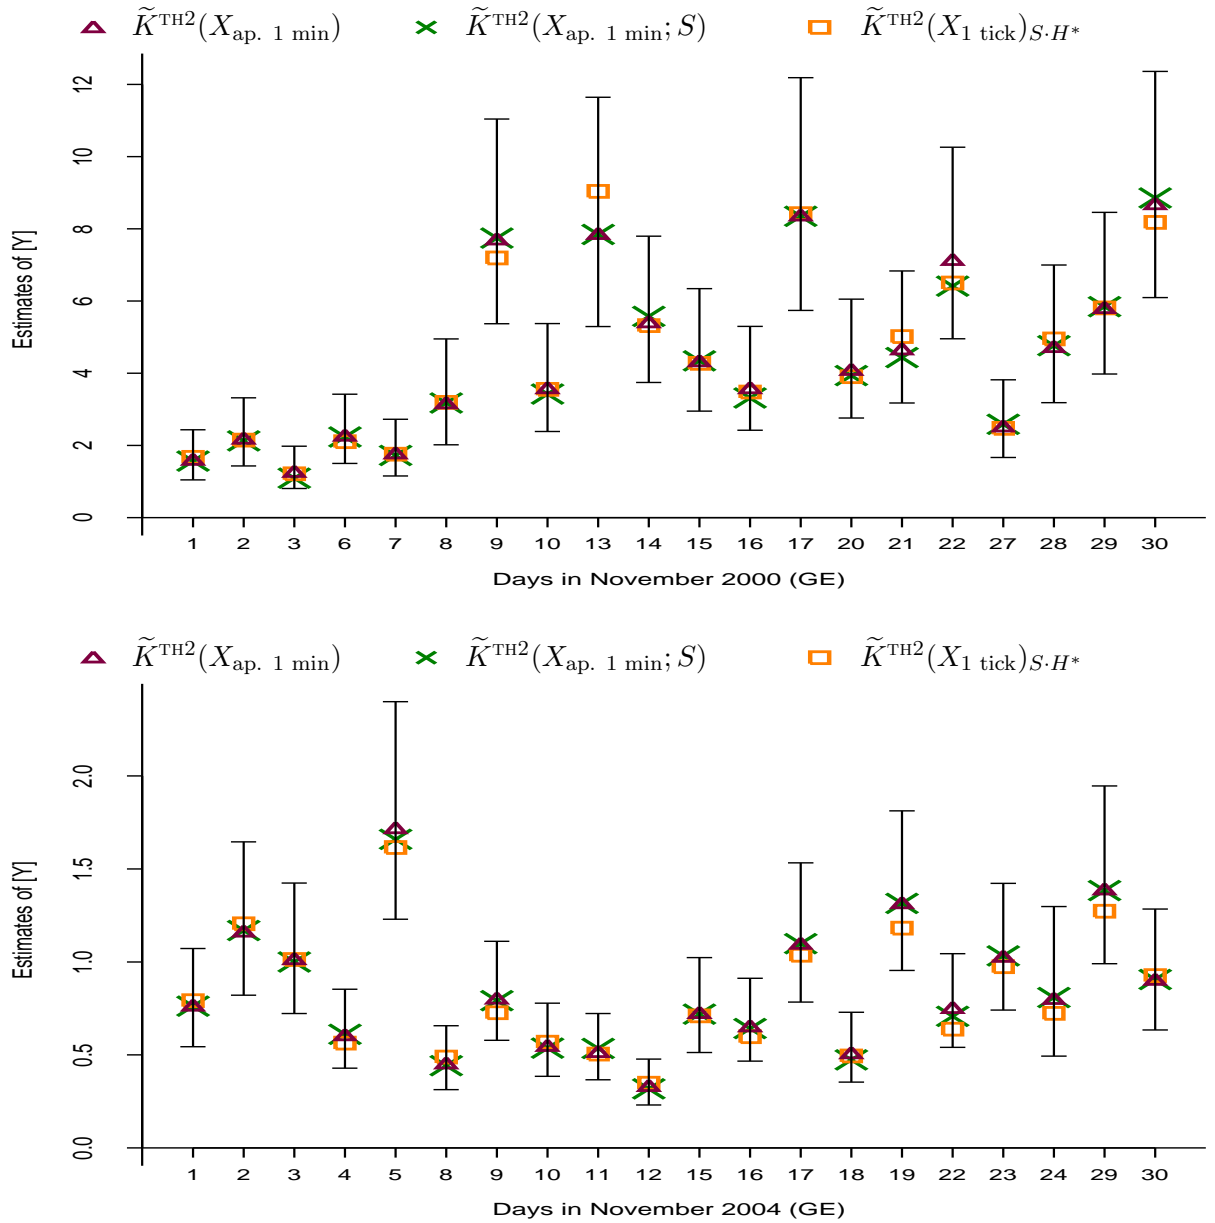 K̃ᵀᴴ²(X_ap. 1 min) K̃ᵀᴴ²(X_ap. 1 min; S) K̃ᵀᴴ²(X_1 tick)_S·H*
12
10
8
6
4
2
0
Estimates of [Y]
1 2 3 6 7 8 9 10 13 14 15 16 17 20 21 22 27 28 29 30
Days in November 2000 (GE)
K̃ᵀᴴ²(X_ap. 1 min) K̃ᵀᴴ²(X_ap. 1 min; S) K̃ᵀᴴ²(X_1 tick)_S·H*
2.0
1.5
1.0
0.5
0.0
Estimates of [Y]
1 2 3 4 5 8 9 10 11 12 15 16 17 18 19 22 23 24 29 30
Days in November 2004 (GE)